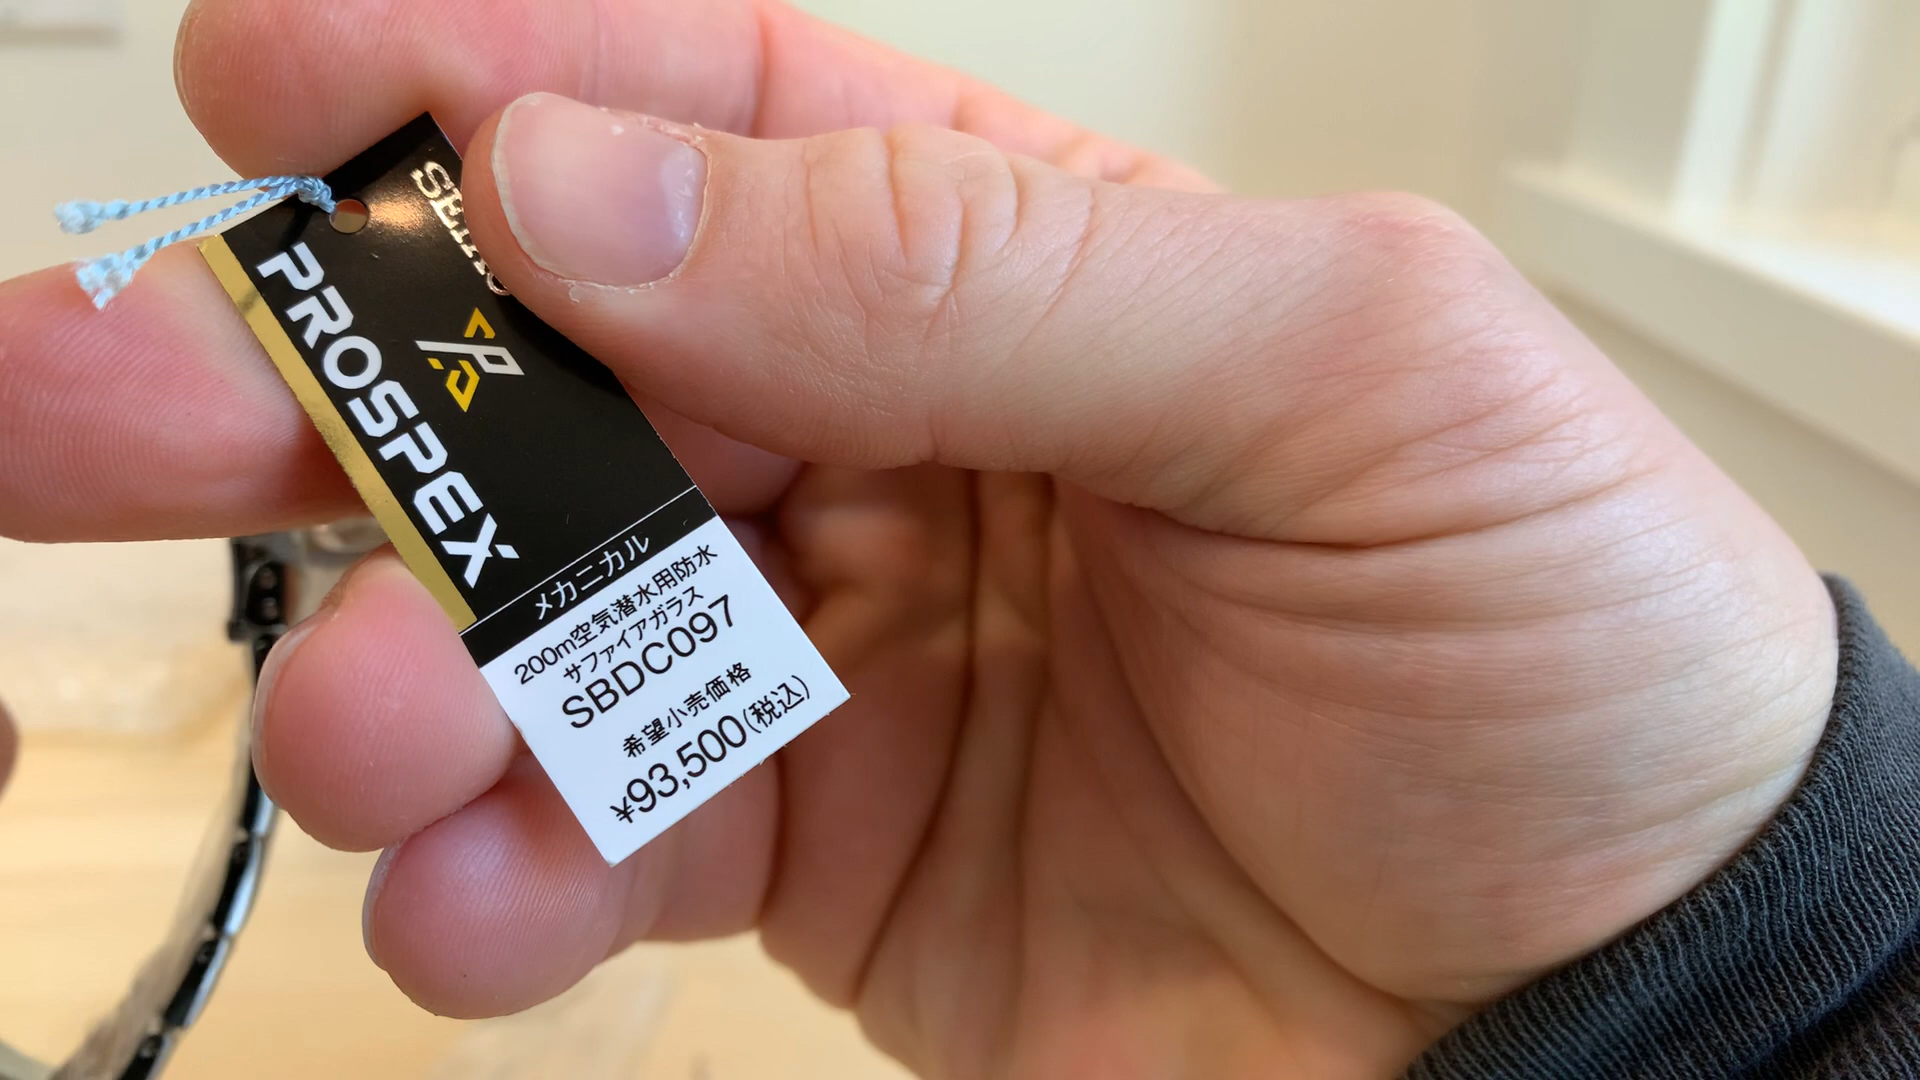 SEIKO
PROSPEX
メカニカル
200m空気潜水用防水
サファイアガラス
SBDC097
希望小売価格
¥93,500(税込)